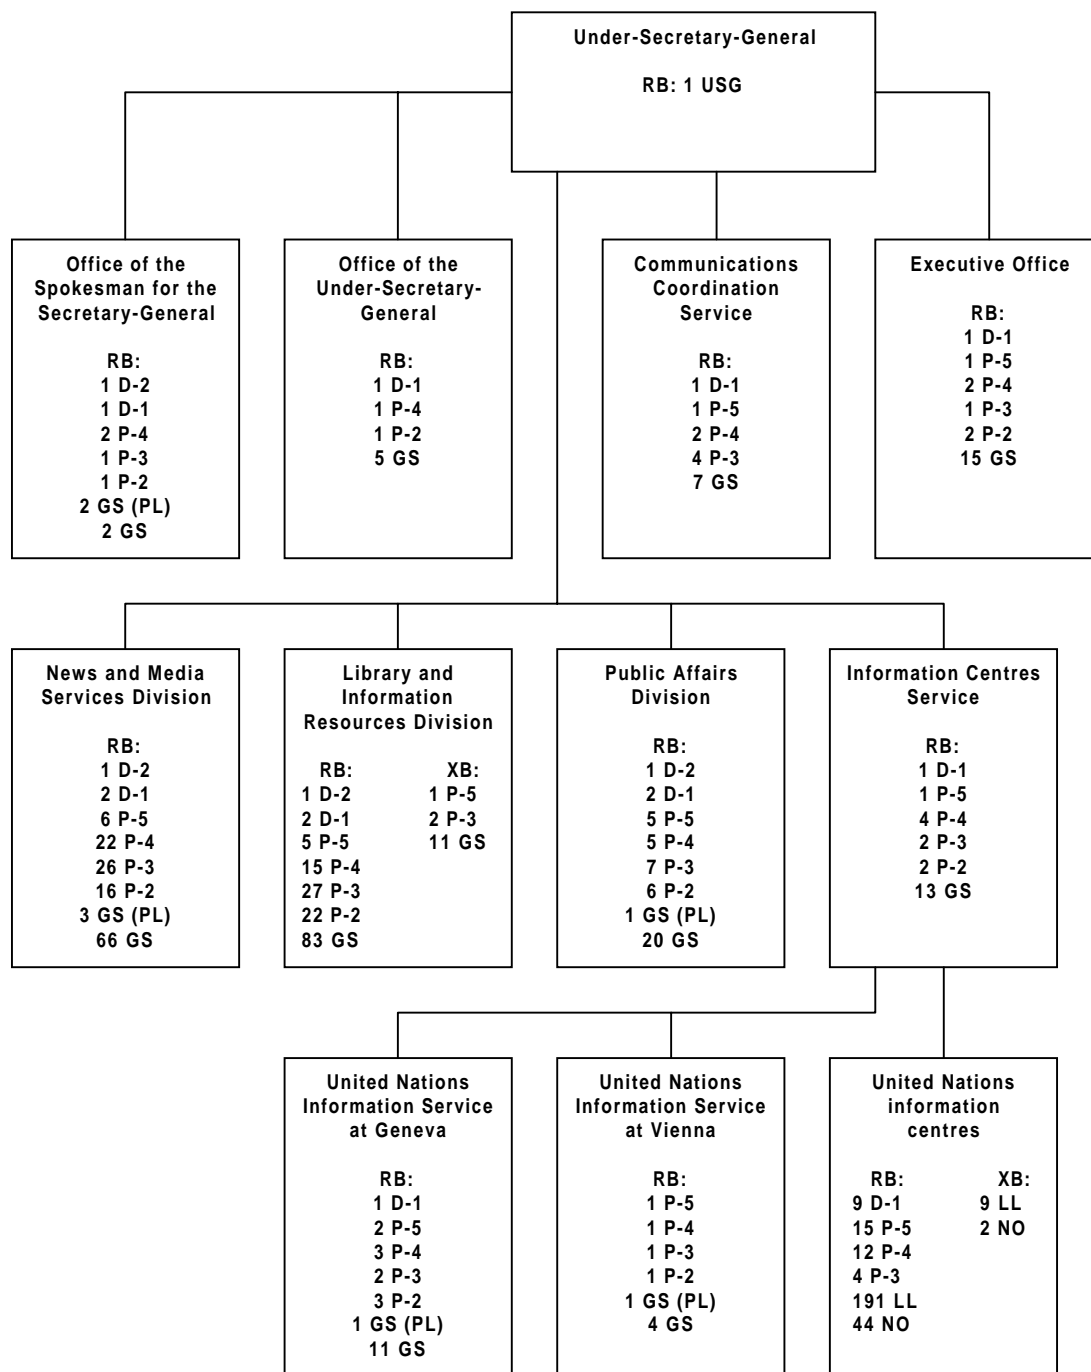 Under-Secretary-General
RB: 1 USG
Office of the
Spokesman for the
Secretary-General
RB:
1 D-2
1 D-1
2 P-4
1 P-3
1 P-2
2 GS (PL)
2 GS
Office of the
Under-Secretary-
General
RB:
1 D-1
1 P-4
1 P-2
5 GS
Communications
Coordination
Service
RB:
1 D-1
1 P-5
2 P-4
4 P-3
7 GS
Executive Office
RB:
1 D-1
1 P-5
2 P-4
1 P-3
2 P-2
15 GS
News and Media
Services Division
RB:
1 D-2
2 D-1
6 P-5
22 P-4
26 P-3
16 P-2
3 GS (PL)
66 GS
Library and
Information
Resources Division
RB:
1 D-2
2 D-1
5 P-5
15 P-4
27 P-3
22 P-2
83 GS
XB:
1 P-5
2 P-3
11 GS
Public Affairs
Division
RB:
1 D-2
2 D-1
5 P-5
5 P-4
7 P-3
6 P-2
1 GS (PL)
20 GS
Information Centres
Service
RB:
1 D-1
1 P-5
4 P-4
2 P-3
2 P-2
13 GS
United Nations
Information Service
at Geneva
RB:
1 D-1
2 P-5
3 P-4
2 P-3
3 P-2
1 GS (PL)
11 GS
United Nations
Information Service
at Vienna
RB:
1 P-5
1 P-4
1 P-3
1 P-2
1 GS (PL)
4 GS
United Nations
information
centres
RB:
9 D-1
15 P-5
12 P-4
4 P-3
191 LL
44 NO
XB:
9 LL
2 NO